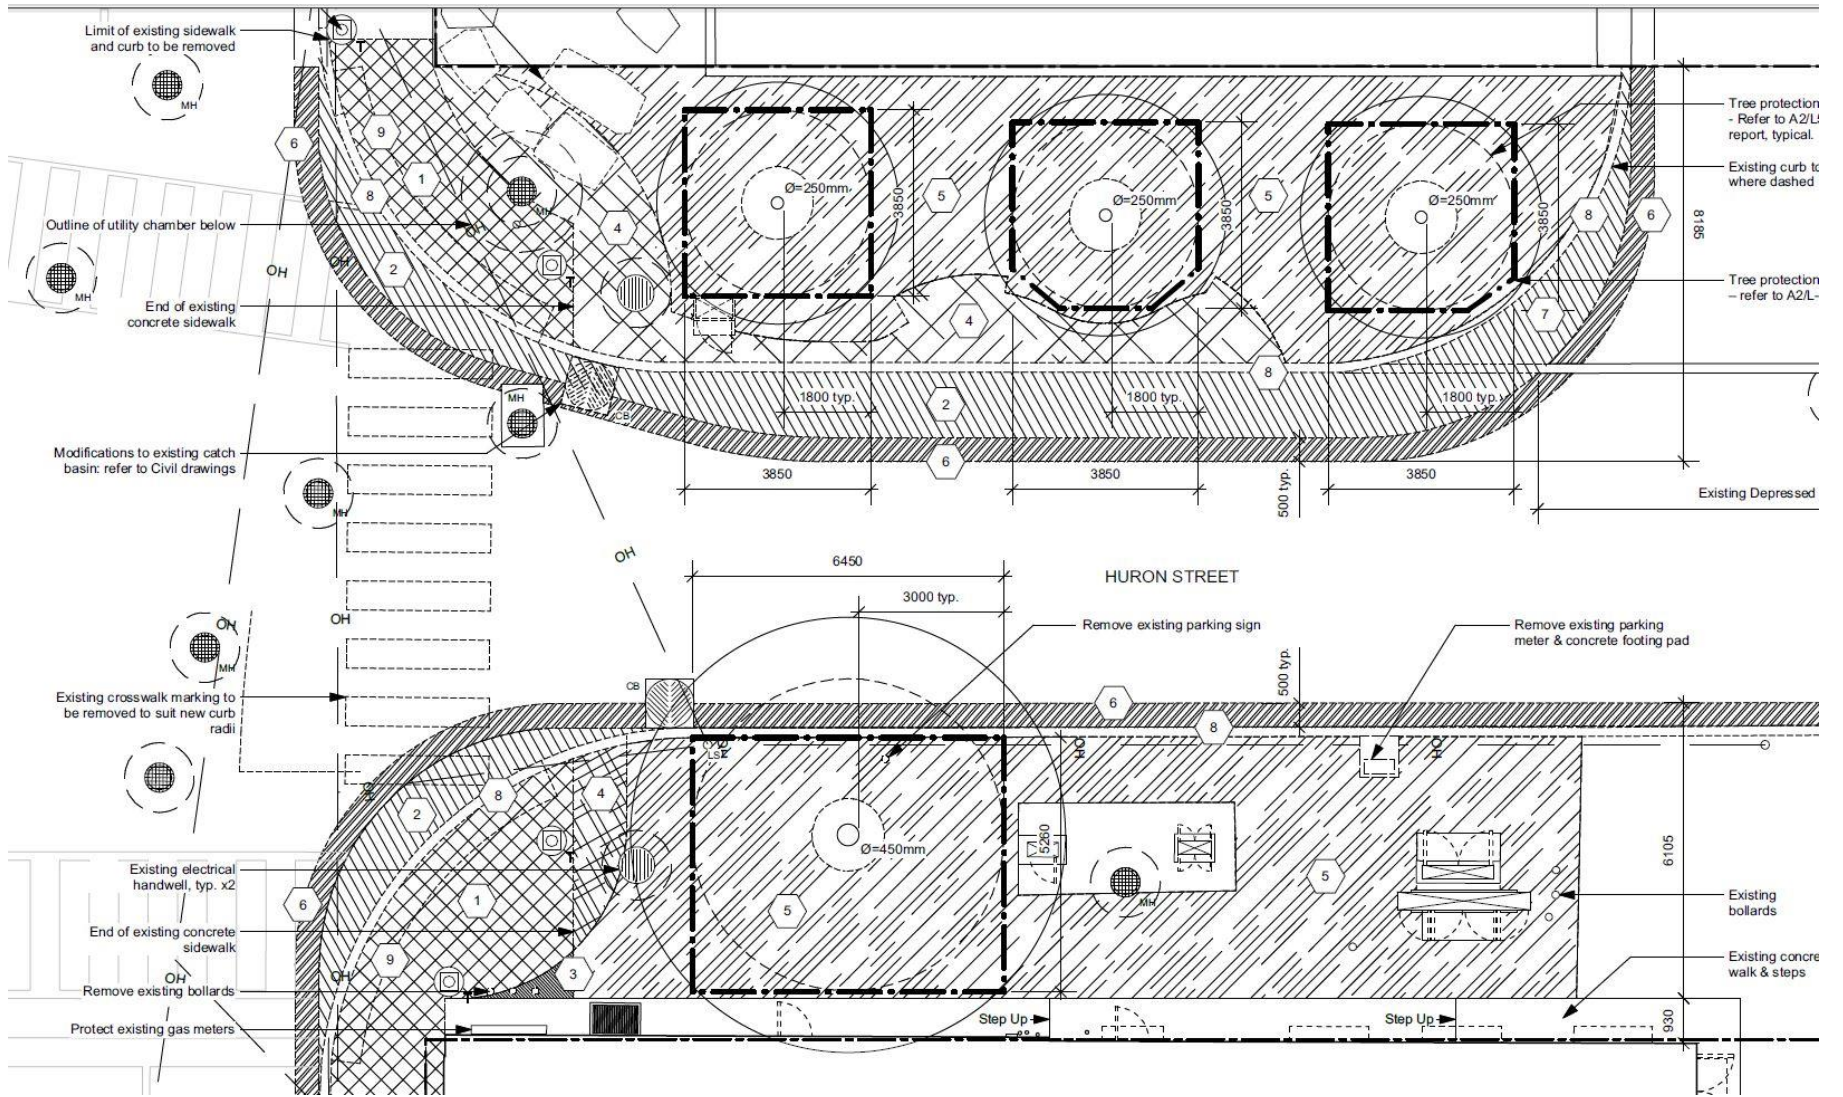 Limit of existing sidewalk
and curb to be removed
T
MH
9
6
1
8
Ø=250mm
3850
5
Ø=250mm
3850
5
Ø=250mm
3850
8
6
8185
Tree protection
- Refer to A2/L
report, typical.
Existing curb to
where dashed
Outline of utility chamber below
MH
OH
4
OH
OH
2
MH
T
Tree protection
– refer to A2/L-
End of existing
concrete sidewalk
4
7
8
MH
CB
1800 typ.
2
1800 typ.
1800 typ.
Modifications to existing catch
basin: refer to Civil drawings
6
3850
3850
3850
500 typ.
Existing Depressed
MH
OH
6450
HURON STREET
3000 typ.
OH
OH
MH
Remove existing parking sign
Remove existing parking
meter & concrete footing pad
500 typ.
Existing crosswalk marking to
be removed to suit new curb
radii
CB
6
8
OH
OH
OH
8
4
2
Ø=450mm
5260
6105
Existing electrical
handwell, typ. x2
5
MH
5
6
1
Existing
bollards
End of existing concrete
sidewalk
9
3
OH
OH
Existing concre
walk & steps
Remove existing bollards
T
Protect existing gas meters
Step Up
Step Up
930